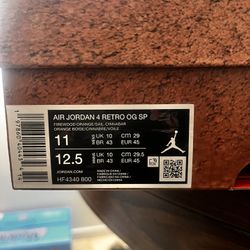 AIR JORDAN 4 RETRO OG SP
FIREWOOD ORANGE/SAIL-CINNABAR
ORANGE BOISE/CINNABRE/VOILE
11 MENS UK 10 CM 29
BR 43 EUR 45
12.5 WMNS UK 10 CM 29.5
BR 43 EUR 45
JORDAN.COM
HF4340 800
MADE IN CHINA